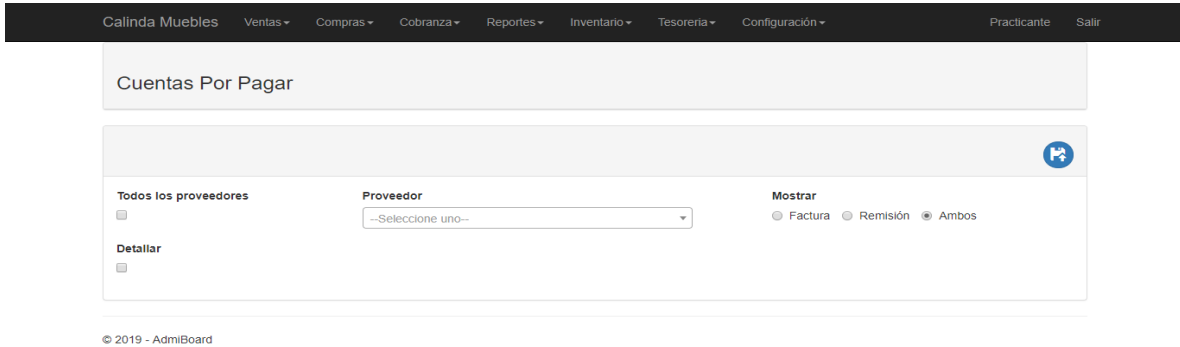 Calinda Muebles Ventas Compras Cobranza Reportes Inventario Tesoreria Configuración Practicante Salir
Cuentas Por Pagar
Todos los proveedores Proveedor Mostrar
--Seleccione uno-- Factura Remisión Ambos
Detallar
© 2019 - AdmiBoard